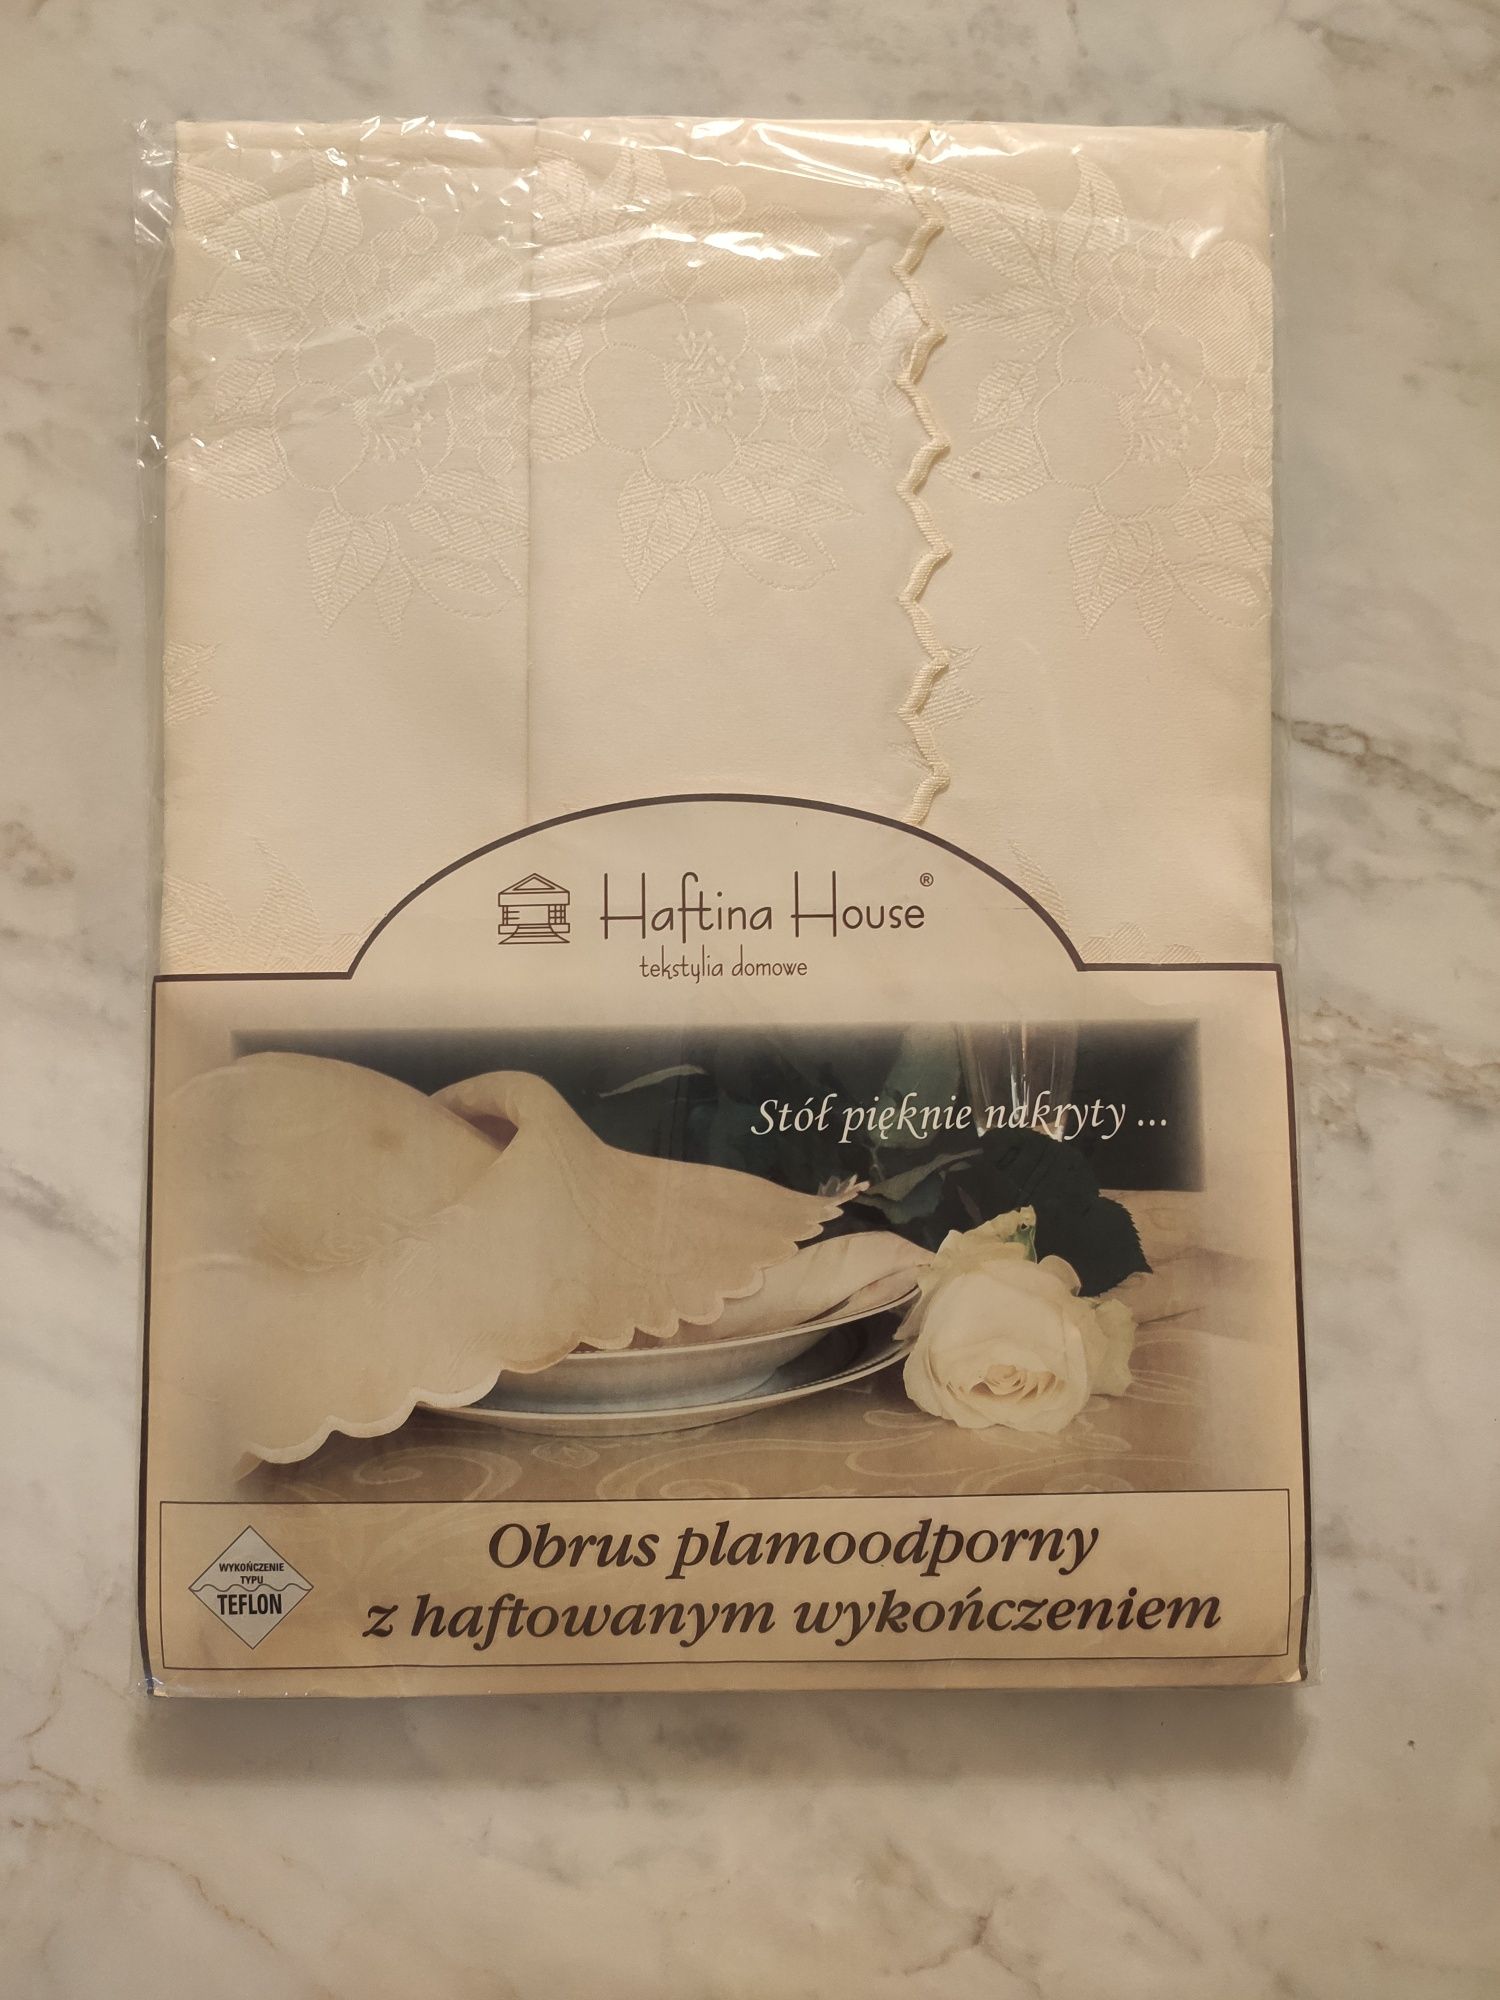 Haftina House®
tekstylia domowe
Stół pięknie nakryty ...
WYKOŃCZENIE
TYPU
TEFLON
Obrus plamoodporny
z haftowanym wykończeniem